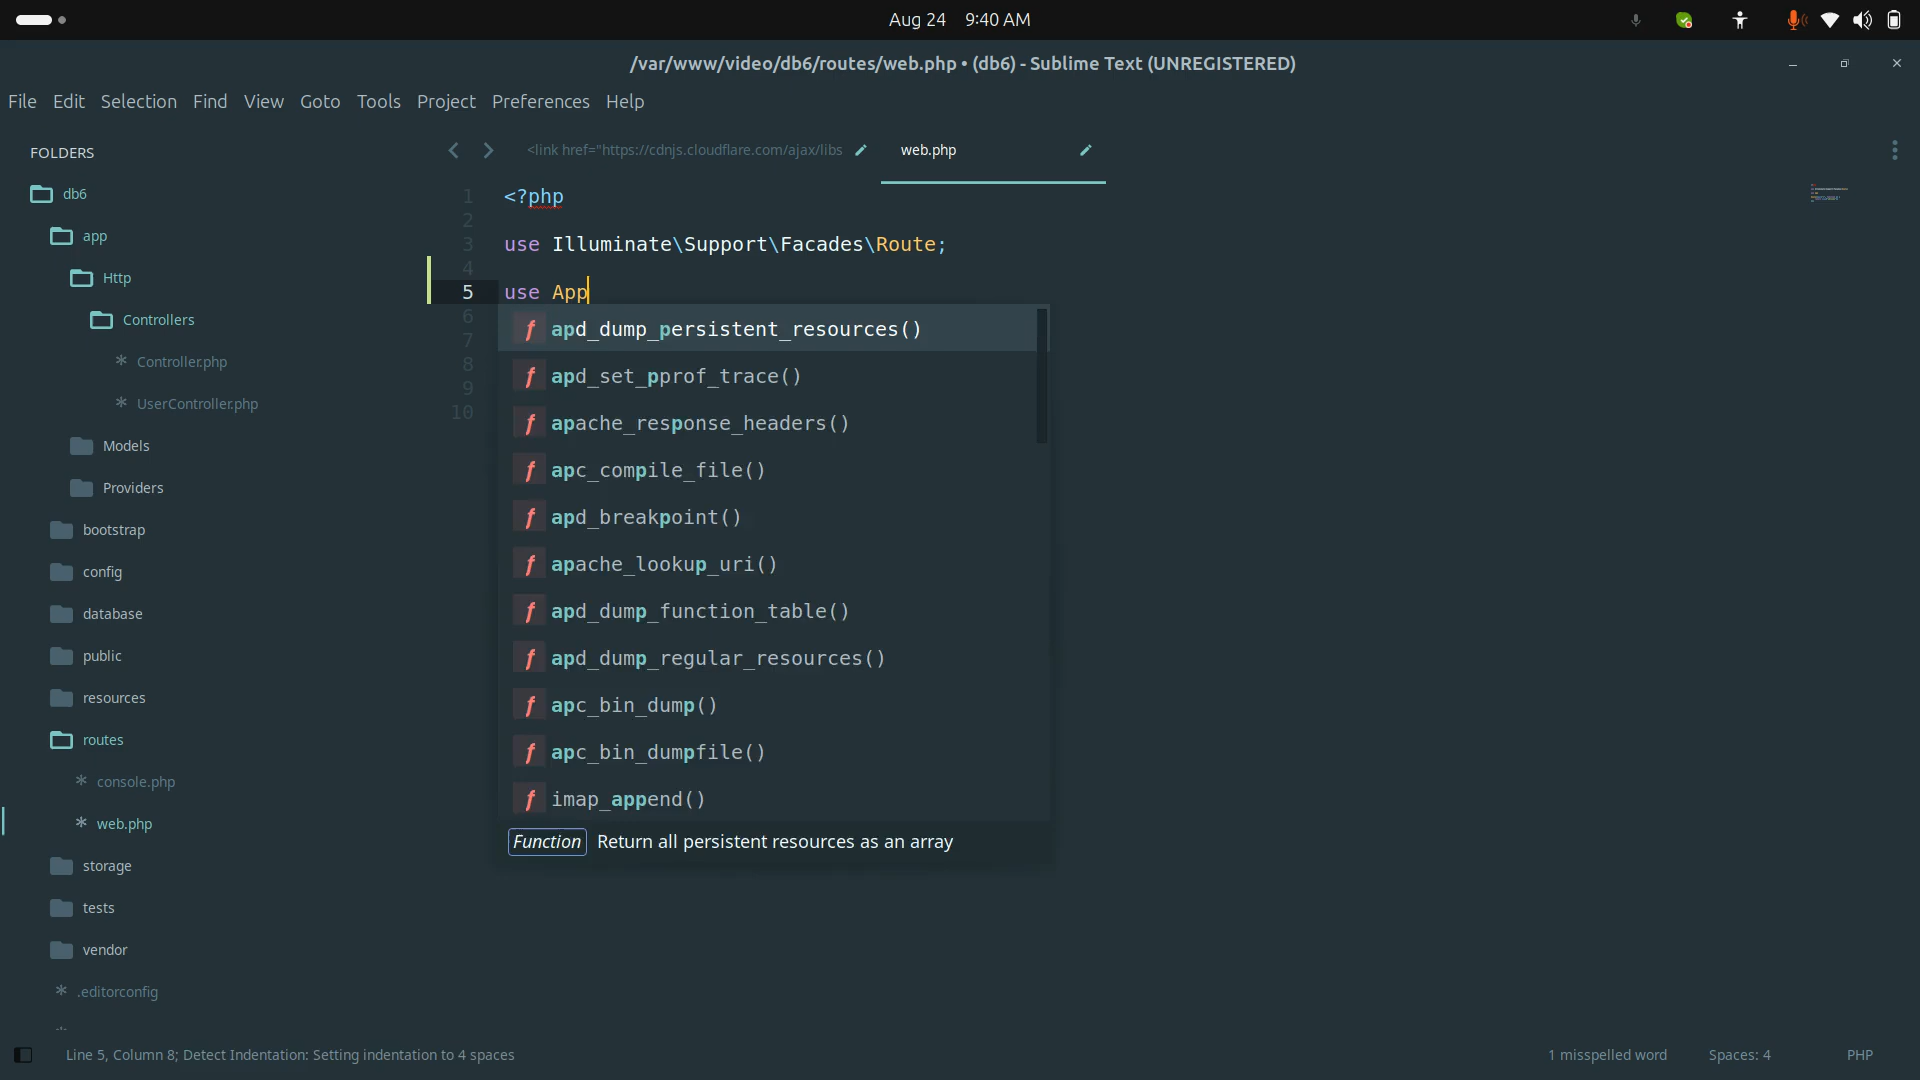 Aug 24 9:40 AM
/var/www/video/db6/routes/web.php • (db6) - Sublime Text (UNREGISTERED)
File Edit Selection Find View Goto Tools Project Preferences Help
FOLDERS
db6
app
Http
Controllers
Controller.php
UserController.php
Models
Providers
bootstrap
config
database
public
resources
routes
console.php
web.php
storage
tests
vendor
.editorconfig
<link href="https://cdnjs.cloudflare.com/ajax/libs
web.php
1 <?php
2
3 use Illuminate\Support\Facades\Route;
4
5 use App
6
7
8
9
10
f apd_dump_persistent_resources()
f apd_set_pprof_trace()
f apache_response_headers()
f apc_compile_file()
f apd_breakpoint()
f apache_lookup_uri()
f apd_dump_function_table()
f apd_dump_regular_resources()
f apc_bin_dump()
f apc_bin_dumpfile()
f imap_append()
Function Return all persistent resources as an array
Line 5, Column 8; Detect Indentation: Setting indentation to 4 spaces
1 misspelled word
Spaces: 4
PHP